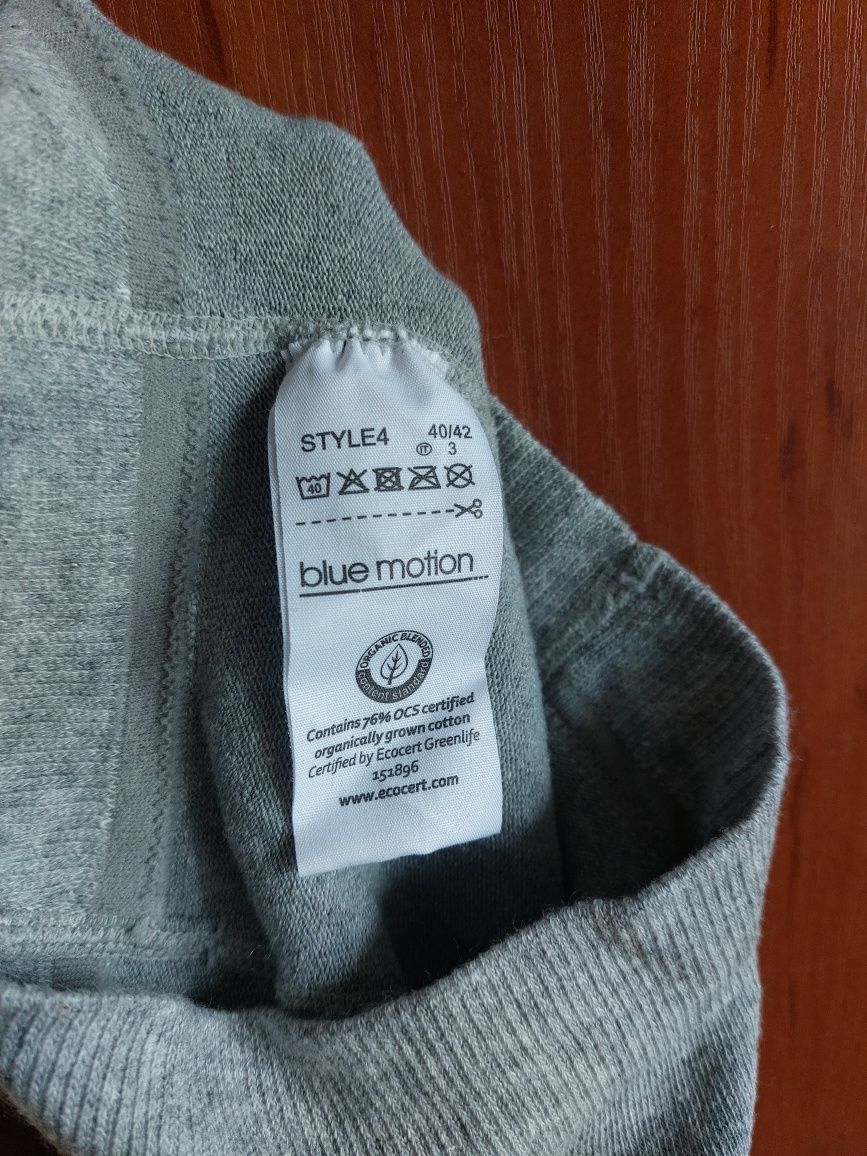 STYLE4 40/42
IT 3
40
blue motion
ORGANIC BLENDED
content standard
Contains 76% OCS certified
organically grown cotton
Certified by Ecocert Greenlife
151896
www.ecocert.com